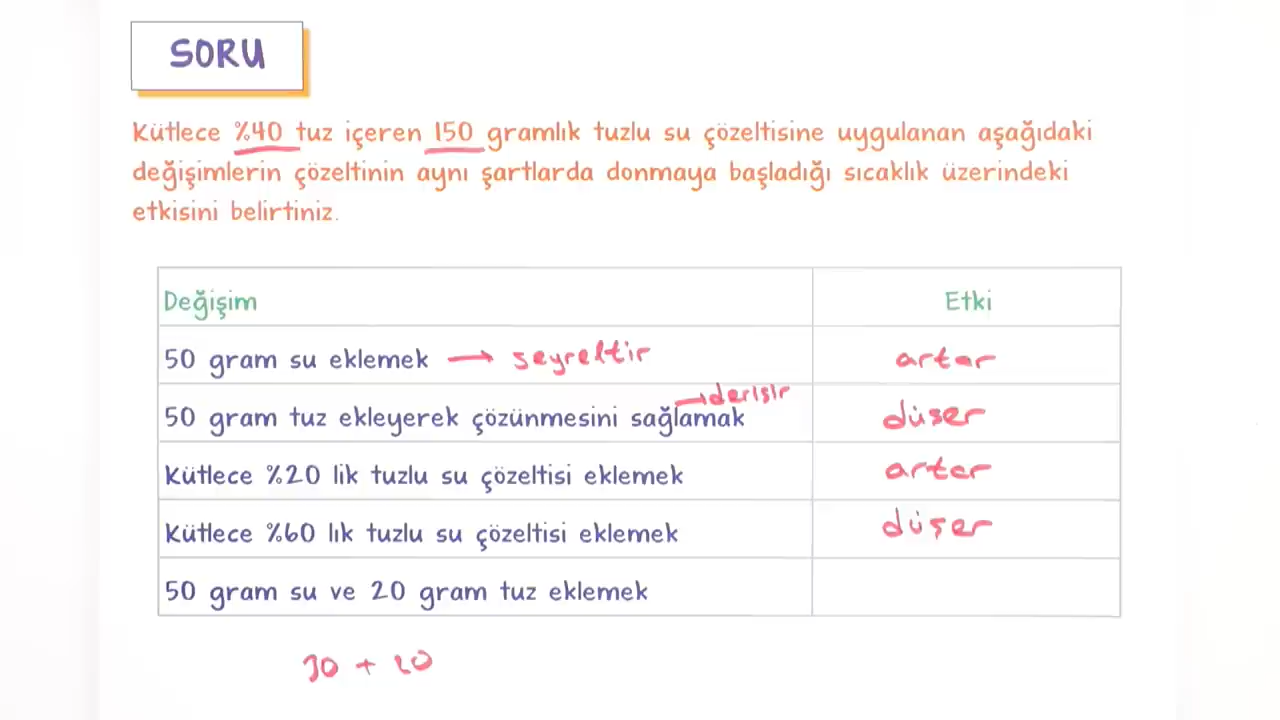 SORU
Kütlece %40 tuz içeren 150 gramlık tuzlu su çözeltisine uygulanan aşağıdaki
değişimlerin çözeltinin aynı şartlarda donmaya başladığı sıcaklık üzerindeki
etkisini belirtiniz.
Değişim Etki
50 gram su eklemek → seyreltir artar
→derişir
50 gram tuz ekleyerek çözünmesini sağlamak düşer
Kütlece %20 lik tuzlu su çözeltisi eklemek artar
Kütlece %60 lık tuzlu su çözeltisi eklemek düşer
50 gram su ve 20 gram tuz eklemek
30 + 20